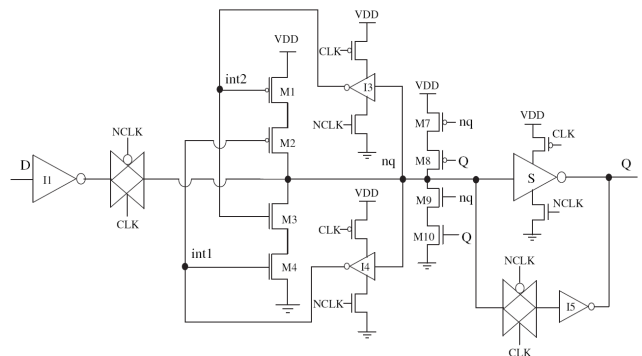 VDD
CLK
I3
NCLK
VDD
int2
M1
M2
VDD
M7
nq
M8
Q
nq
M9
nq
M10
Q
VDD
CLK
S
NCLK
Q
NCLK
D
I1
CLK
M3
int1
M4
VDD
CLK
I4
NCLK
NCLK
I5
CLK